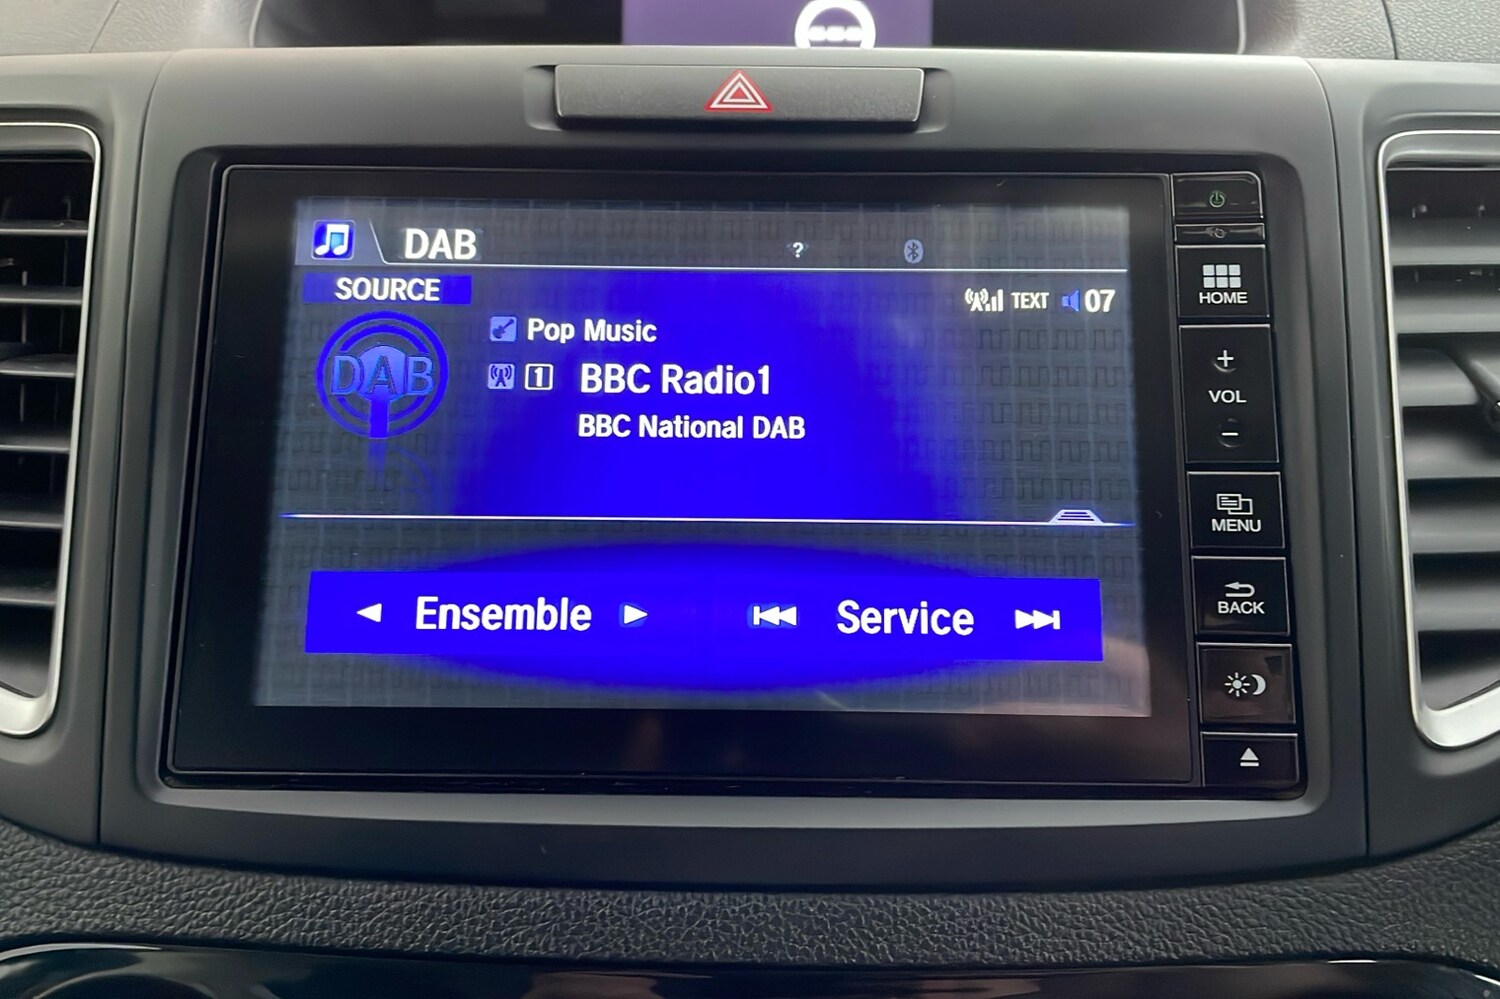 DAB
?
SOURCE
TEXT 07
DAB
Pop Music
1 BBC Radio1
BBC National DAB
Ensemble
Service
HOME
+
VOL
−
MENU
BACK